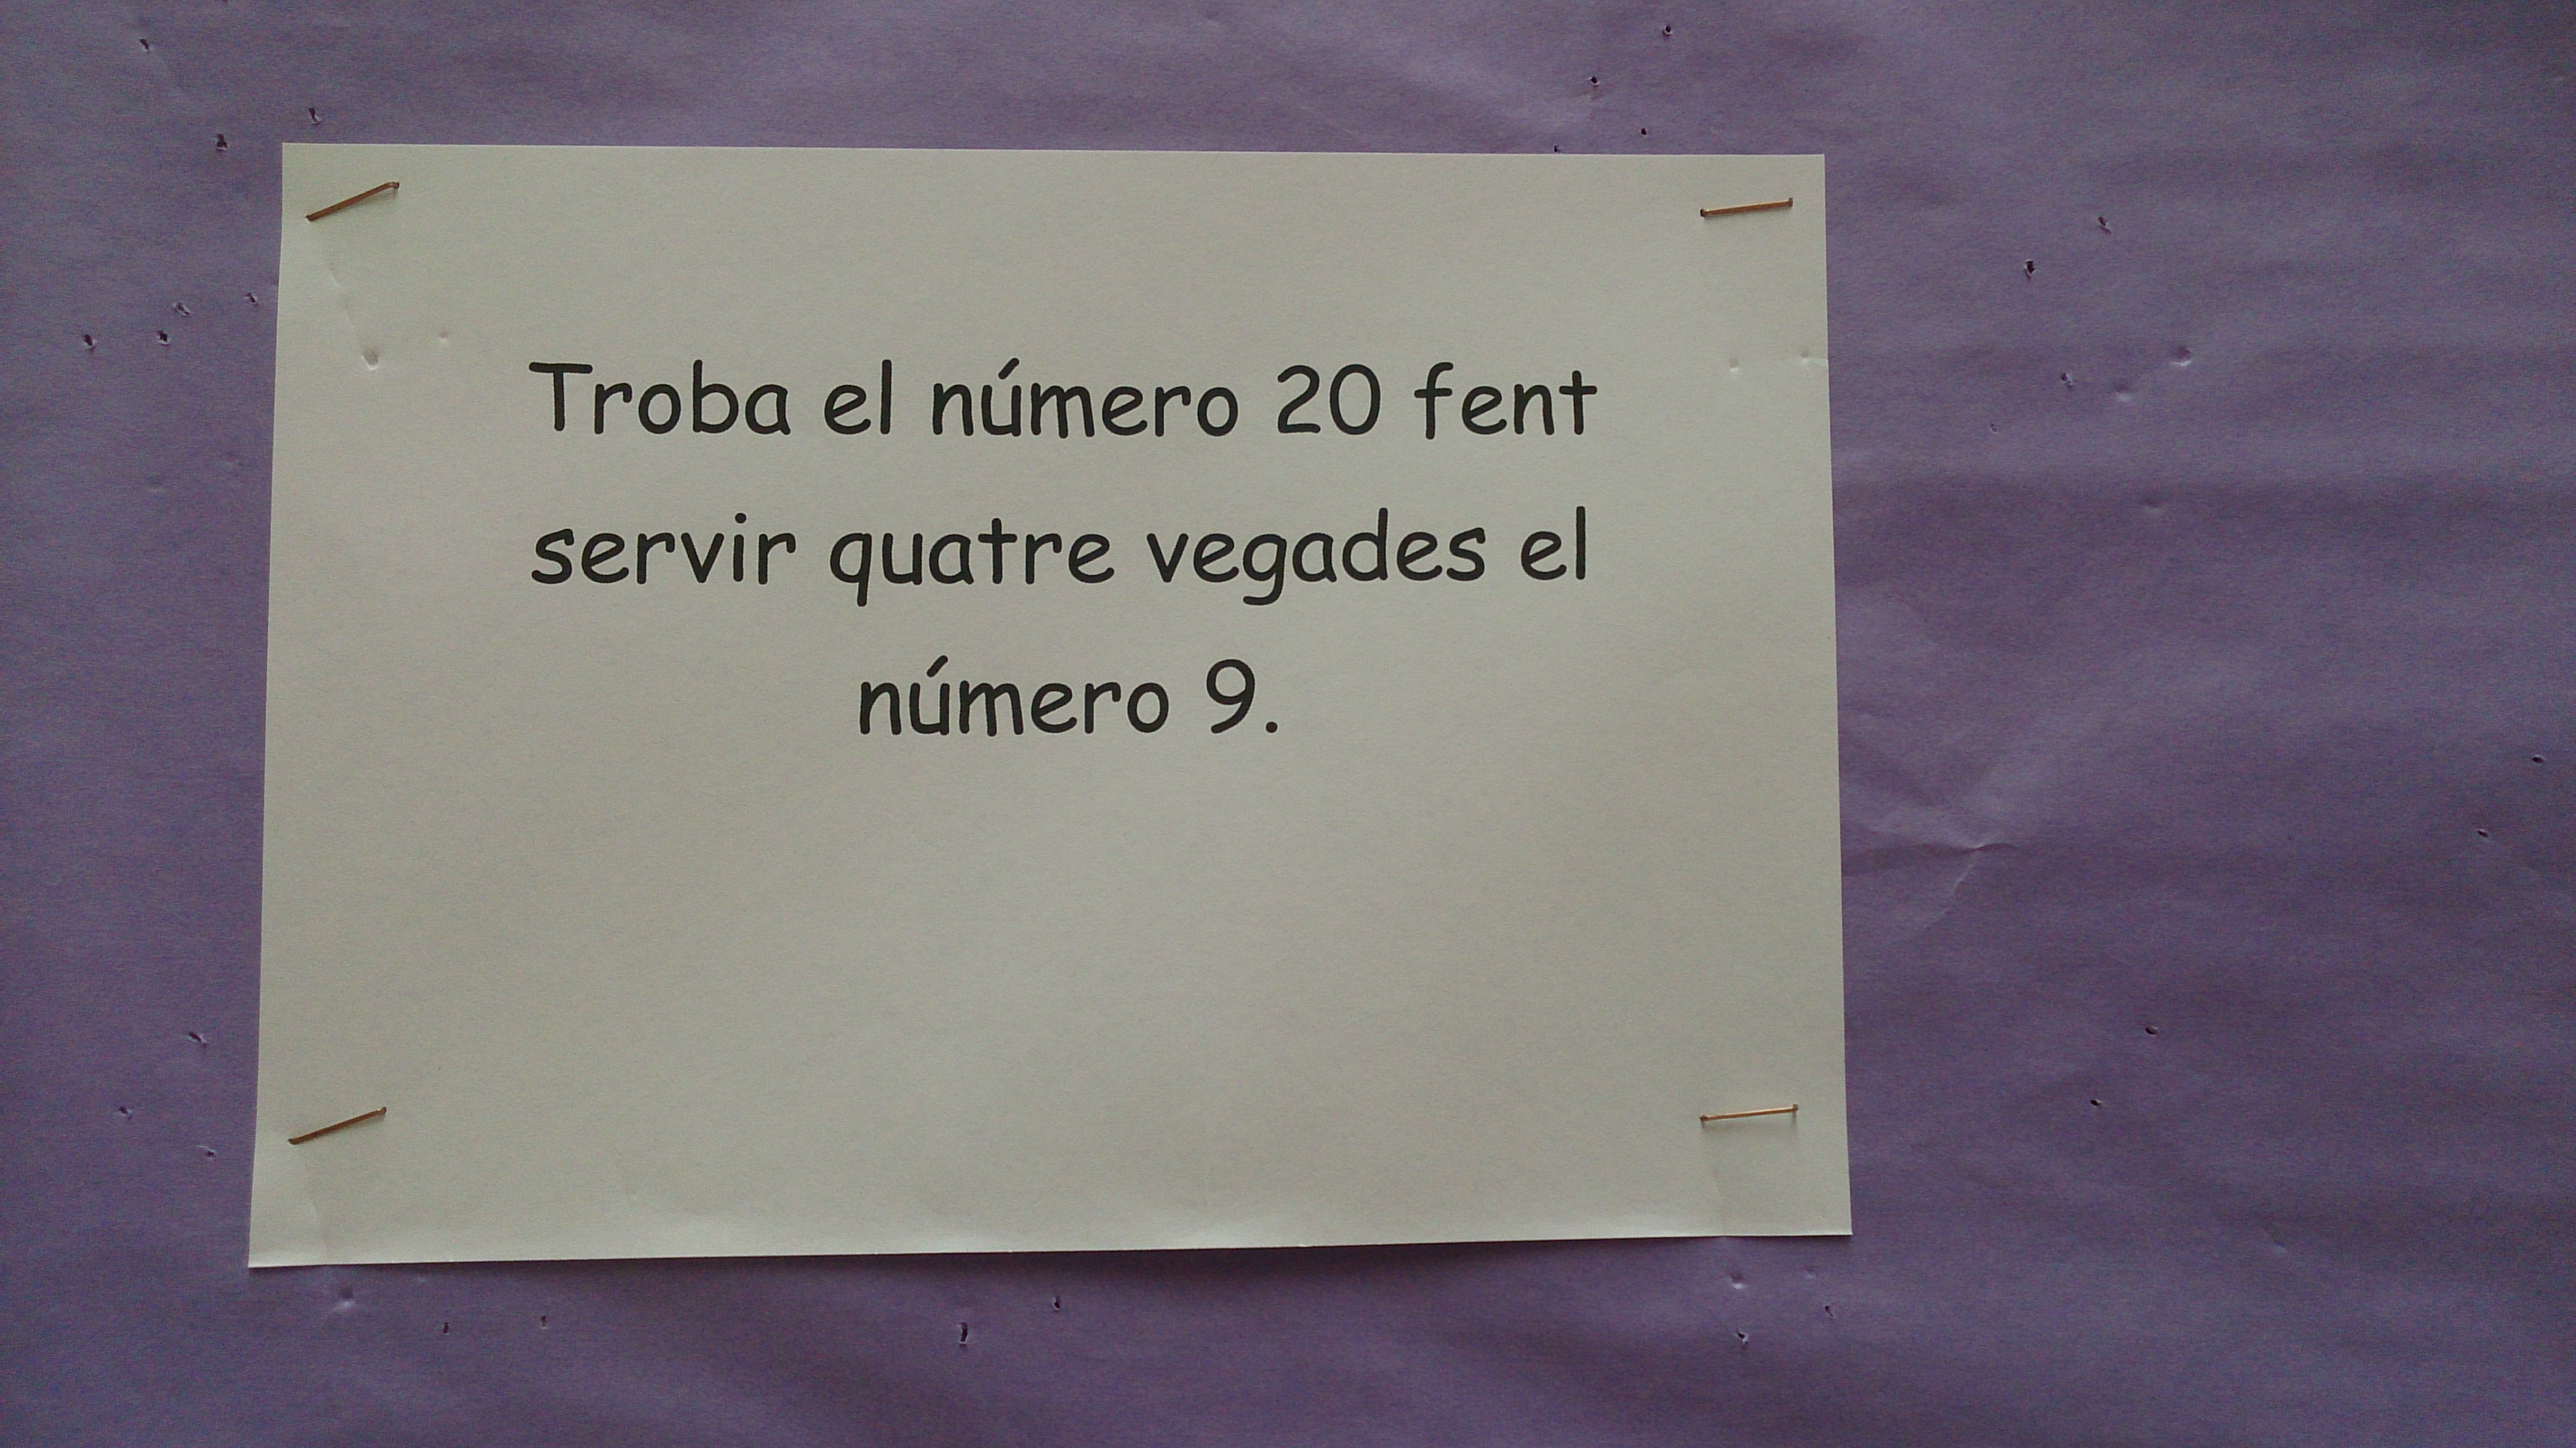 Troba el número 20 fent
servir quatre vegades el
número 9.